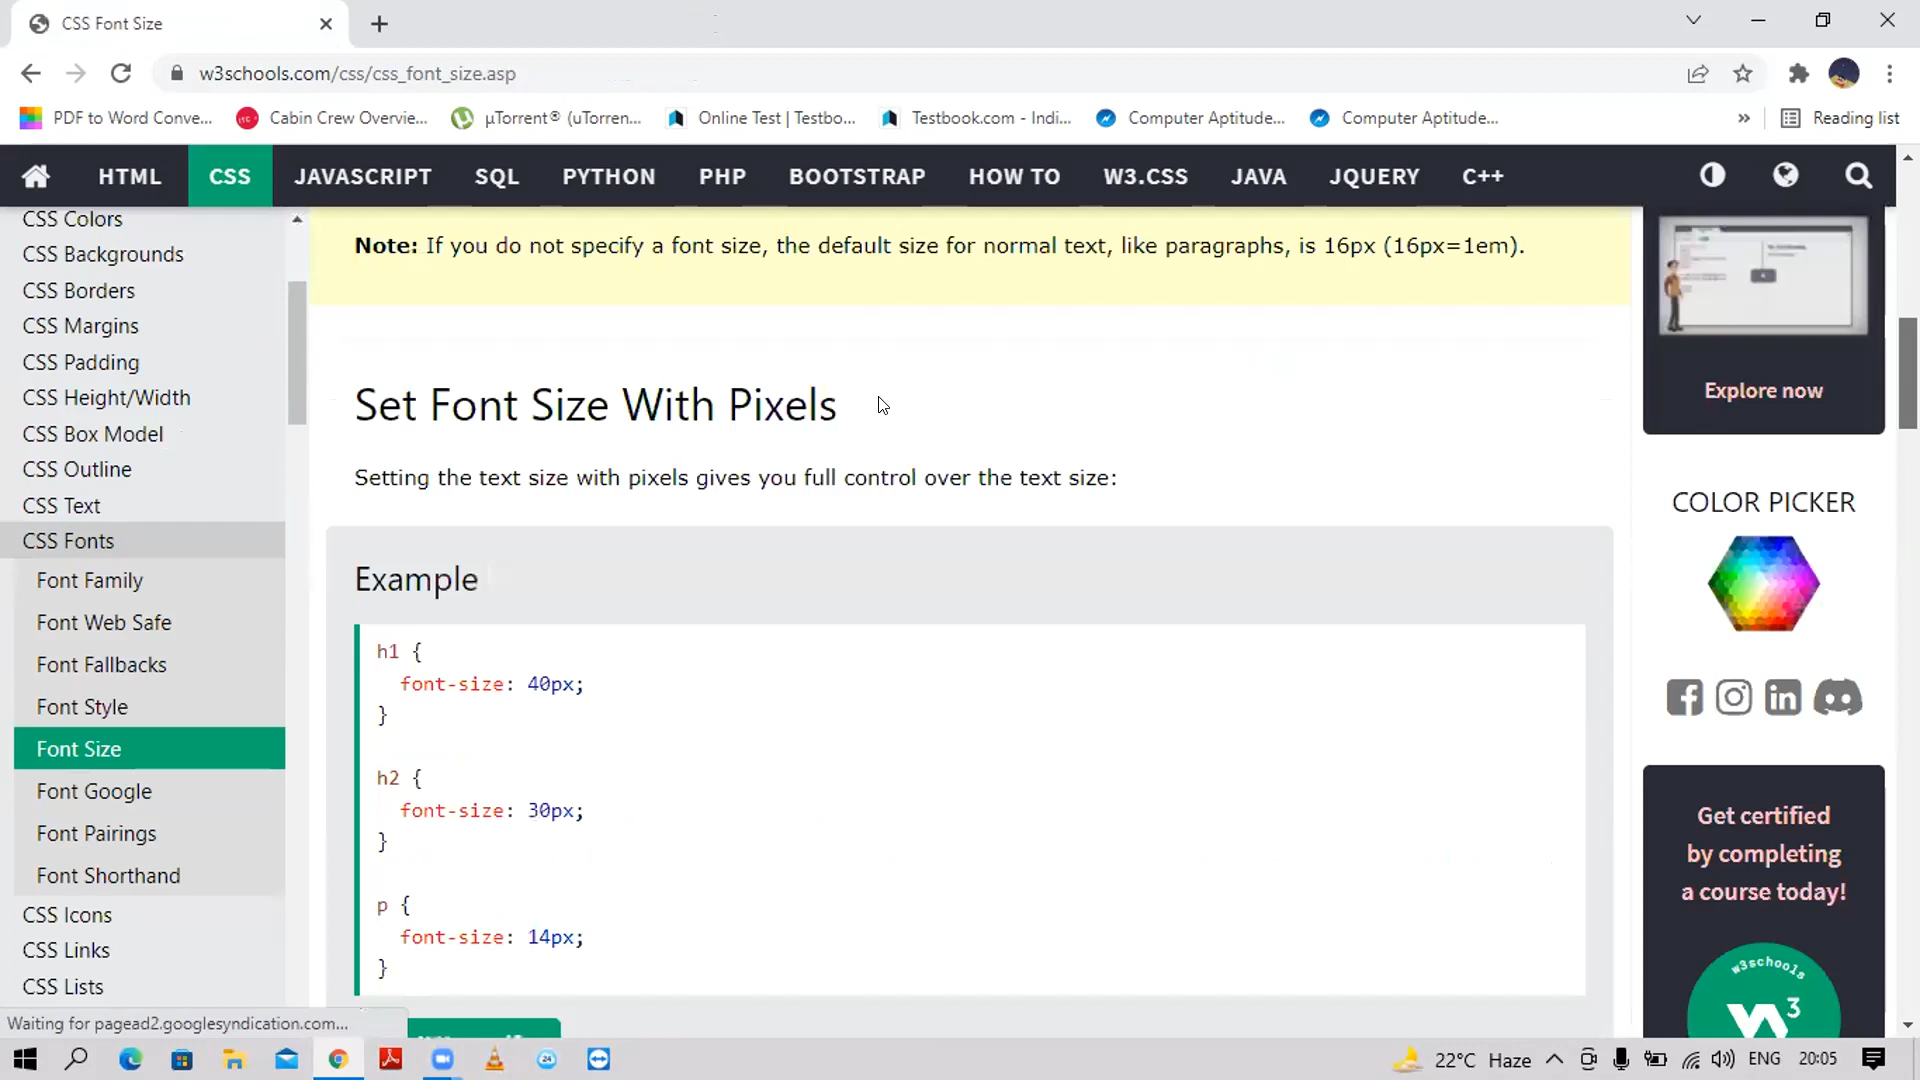 CSS Font Size
w3schools.com/css/css_font_size.asp
PDF to Word Conve...
Cabin Crew Overvie...
µTorrent® (uTorren...
Online Test | Testbo...
Testbook.com - Indi...
Computer Aptitude...
Computer Aptitude...
»
Reading list
HTML
CSS
JAVASCRIPT
SQL
PYTHON
PHP
BOOTSTRAP
HOW TO
W3.CSS
JAVA
JQUERY
C++
CSS Colors
CSS Backgrounds
CSS Borders
CSS Margins
CSS Padding
CSS Height/Width
CSS Box Model
CSS Outline
CSS Text
CSS Fonts
Font Family
Font Web Safe
Font Fallbacks
Font Style
Font Size
Font Google
Font Pairings
Font Shorthand
CSS Icons
CSS Links
CSS Lists
Note: If you do not specify a font size, the default size for normal text, like paragraphs, is 16px (16px=1em).
Set Font Size With Pixels
Setting the text size with pixels gives you full control over the text size:
Example
h1 {
font-size: 40px;
}
h2 {
font-size: 30px;
}
p {
font-size: 14px;
}
Explore now
COLOR PICKER
Get certified
by completing
a course today!
w3schools
Waiting for pagead2.googlesyndication.com...
24
22°C Haze
ENG
20:05